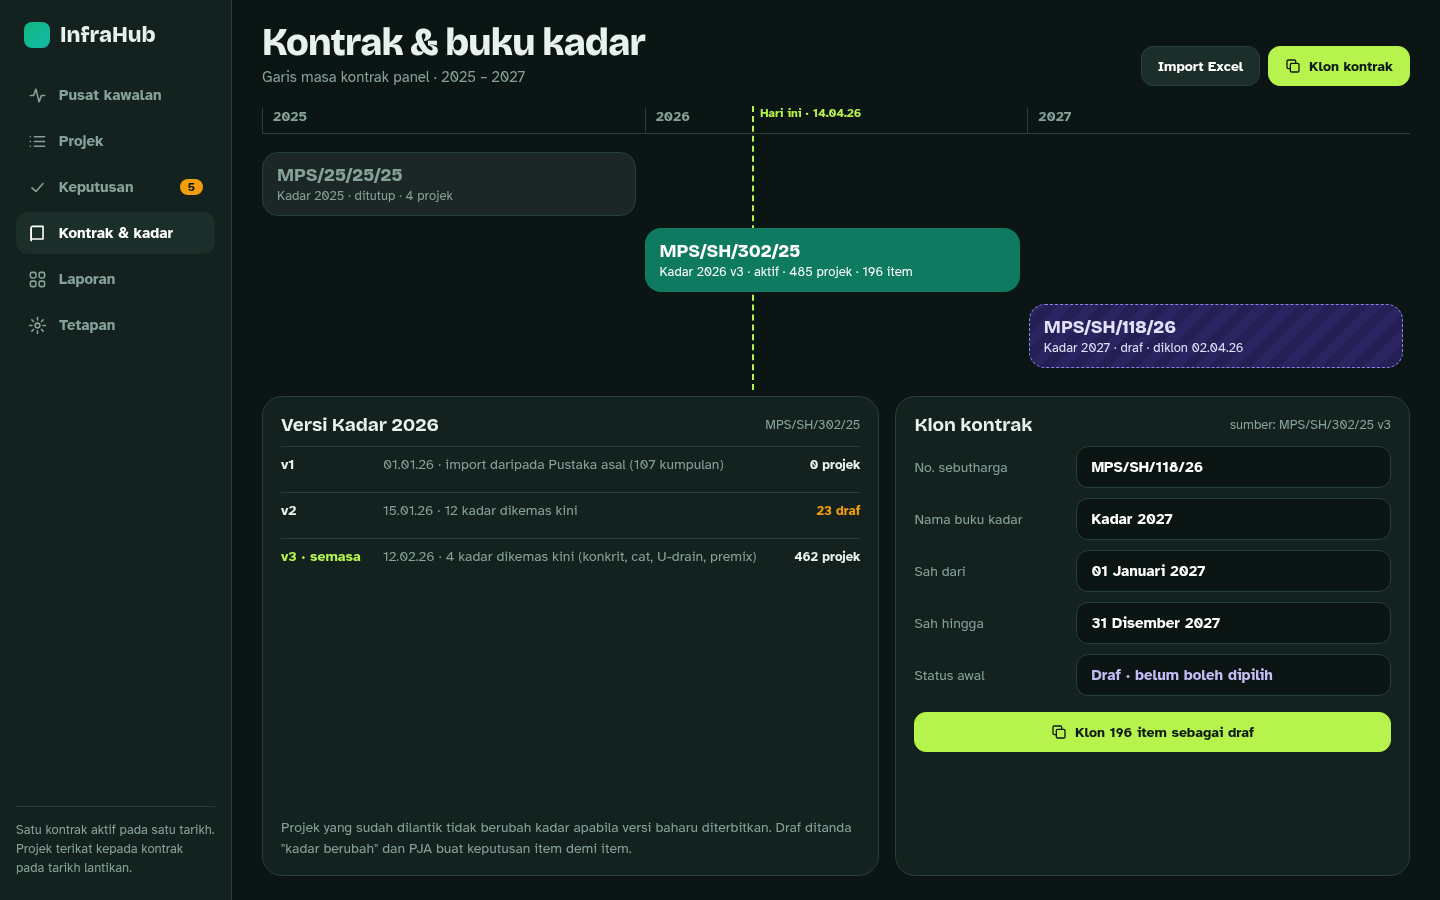 InfraHub
Pusat kawalan
Projek
Keputusan 5
Kontrak & kadar
Laporan
Tetapan
Satu kontrak aktif pada satu tarikh.
Projek terikat kepada kontrak
pada tarikh lantikan.
Kontrak & buku kadar
Garis masa kontrak panel · 2025 – 2027
Import Excel
Klon kontrak
2025
2026
Hari ini · 14.04.26
2027
MPS/25/25/25
Kadar 2025 · ditutup · 4 projek
MPS/SH/302/25
Kadar 2026 v3 · aktif · 485 projek · 196 item
MPS/SH/118/26
Kadar 2027 · draf · diklon 02.04.26
Versi Kadar 2026 MPS/SH/302/25
v1 01.01.26 · import daripada Pustaka asal (107 kumpulan) 0 projek
v2 15.01.26 · 12 kadar dikemas kini 23 draf
v3 · semasa 12.02.26 · 4 kadar dikemas kini (konkrit, cat, U-drain, premix) 462 projek
Projek yang sudah dilantik tidak berubah kadar apabila versi baharu diterbitkan. Draf ditanda
"kadar berubah" dan PJA buat keputusan item demi item.
Klon kontrak sumber: MPS/SH/302/25 v3
No. sebutharga MPS/SH/118/26
Nama buku kadar Kadar 2027
Sah dari 01 Januari 2027
Sah hingga 31 Disember 2027
Status awal Draf · belum boleh dipilih
Klon 196 item sebagai draf